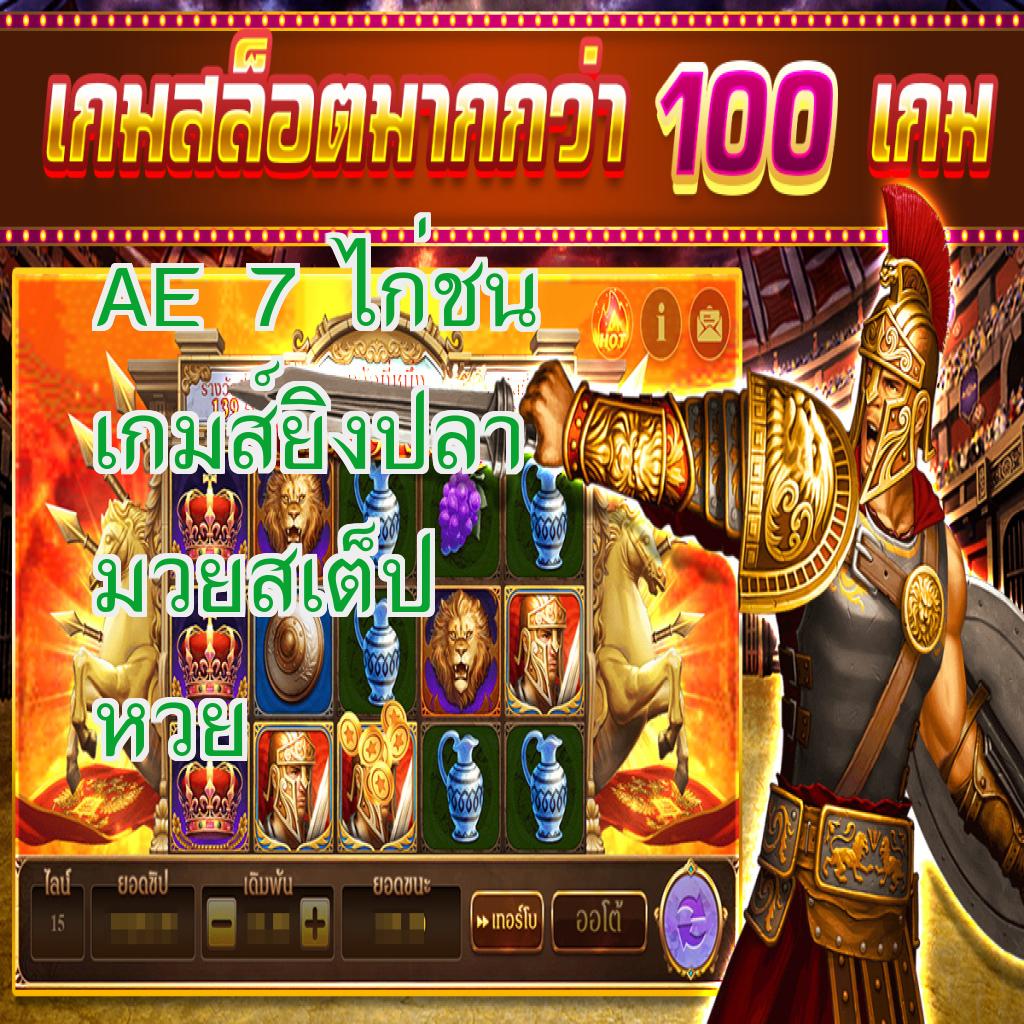 เกมสล็อตมากกว่า 100 เกม
AE 7 ไก่ชน
HOT
เกมส์ยิงปลา
มวยสเต็ป
หวย
ไลน์
ยอดชิป
เดิมพัน
ยอดชนะ
15
เทอร์โบ
ออโต้